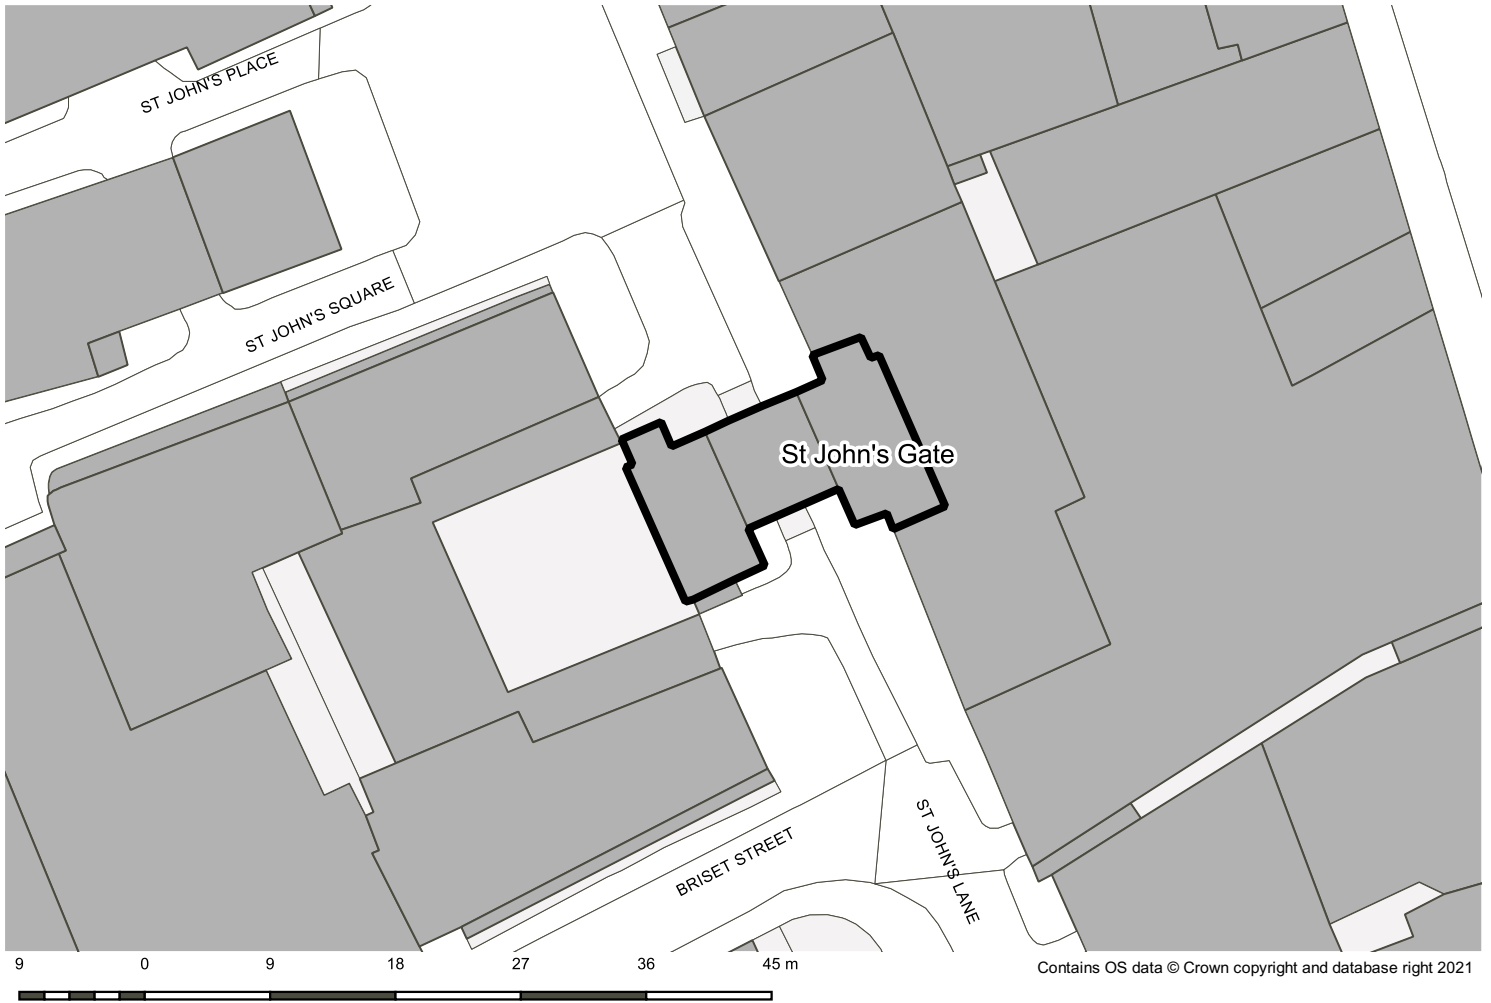 ST JOHN'S PLACE
ST JOHN'S SQUARE
St John's Gate
BRISET STREET
ST JOHN'S LANE
9 0 9 18 27 36 45 m
Contains OS data © Crown copyright and database right 2021